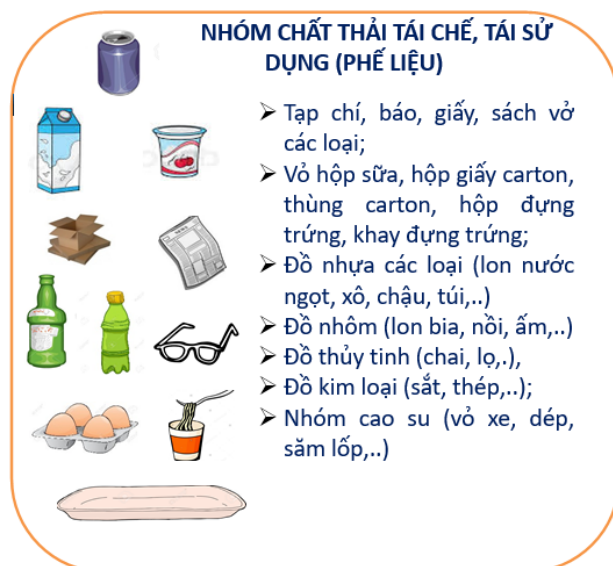 NHÓM CHẤT THẢI TÁI CHẾ, TÁI SỬ
DỤNG (PHẾ LIỆU)
➤ Tạp chí, báo, giấy, sách vở
các loại;
➤ Vỏ hộp sữa, hộp giấy carton,
thùng carton, hộp đựng
trứng, khay đựng trứng;
➤ Đồ nhựa các loại (lon nước
ngọt, xô, chậu, túi,..)
➤ Đồ nhôm (lon bia, nồi, ấm,..)
➤ Đồ thủy tinh (chai, lọ,.),
➤ Đồ kim loại (sắt, thép,..);
➤ Nhóm cao su (vỏ xe, dép,
săm lốp,..)